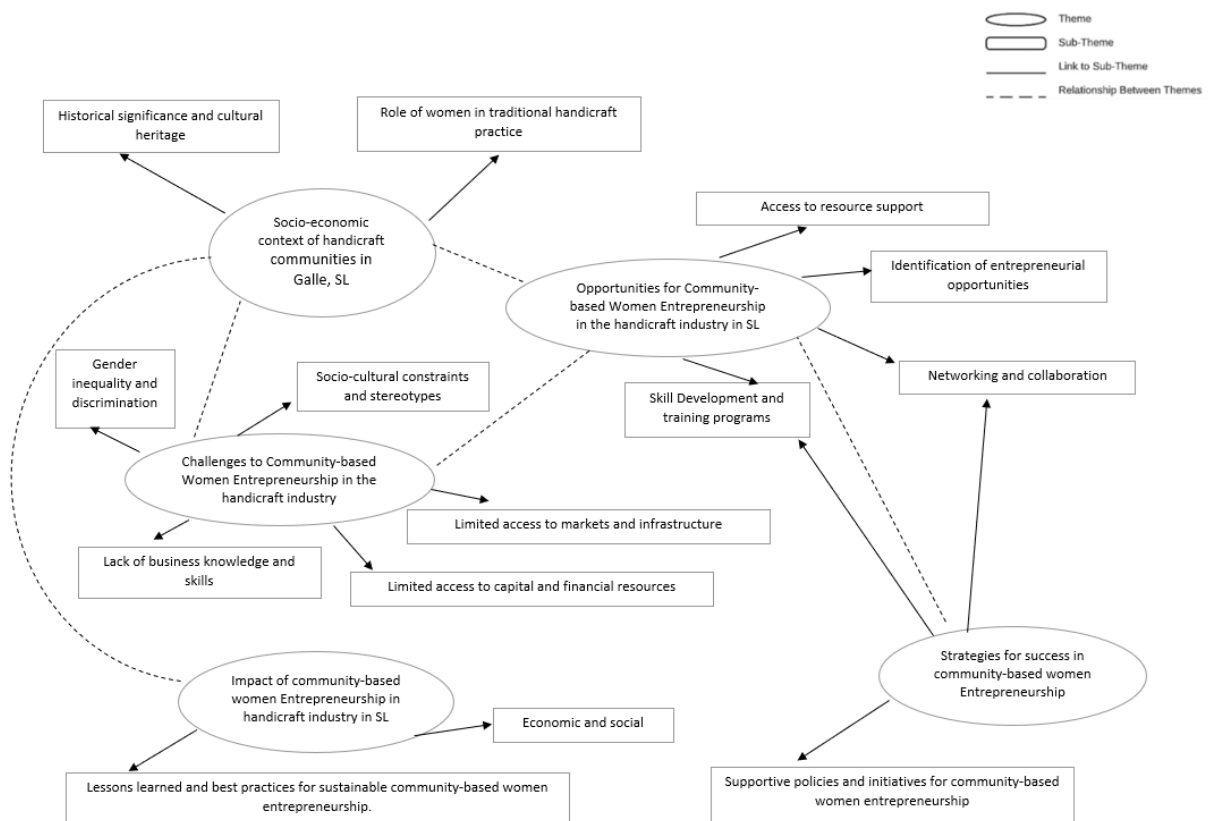 Theme
Sub-Theme
Link to Sub-Theme
Relationship Between Themes
Historical significance and cultural
heritage
Role of women in traditional handicraft
practice
Socio-economic
context of handicraft
communities in
Galle, SL
Access to resource support
Identification of entrepreneurial
opportunities
Opportunities for Community-
based Women Entrepreneurship
in the handicraft industry in SL
Gender
inequality and
discrimination
Socio-cultural constraints
and stereotypes
Networking and collaboration
Skill Development and
training programs
Challenges to Community-based
Women Entrepreneurship in the
handicraft industry
Limited access to markets and infrastructure
Lack of business knowledge and
skills
Limited access to capital and financial resources
Strategies for success in
community-based women
Entrepreneurship
Impact of community-based
women Entrepreneurship in
handicraft industry in SL
Economic and social
Lessons learned and best practices for sustainable community-based women
entrepreneurship.
Supportive policies and initiatives for community-based
women entrepreneurship